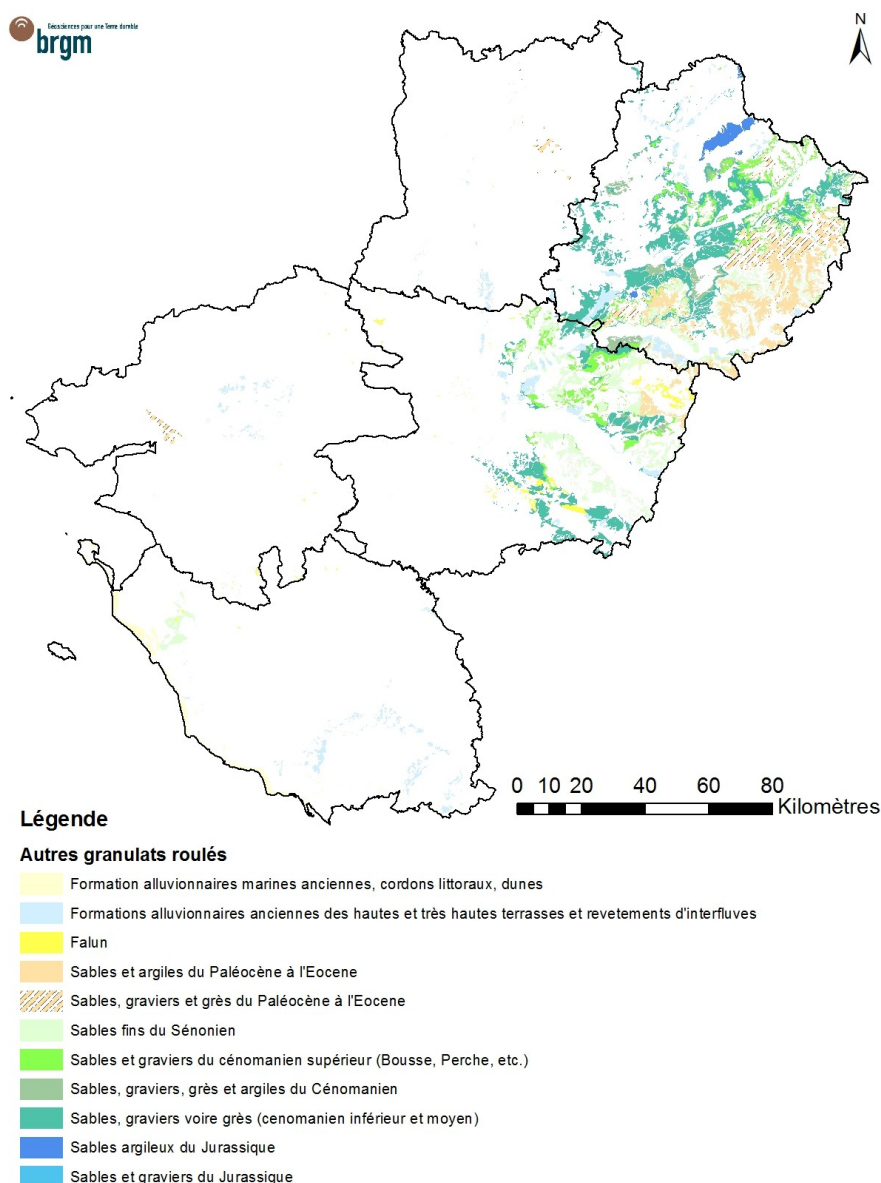 Géosciences pour une Terre durable
brgm
N
0 10 20 40 60 80
Kilomètres
Légende
Autres granulats roulés
Formation alluvionnaires marines anciennes, cordons littoraux, dunes
Formations alluvionnaires anciennes des hautes et très hautes terrasses et revetements d'interfluves
Falun
Sables et argiles du Paléocène à l'Eocene
Sables, graviers et grès du Paléocène à l'Eocene
Sables fins du Sénonien
Sables et graviers du cénomanien supérieur (Bousse, Perche, etc.)
Sables, graviers, grès et argiles du Cénomanien
Sables, graviers voire grès (cenomanien inférieur et moyen)
Sables argileux du Jurassique
Sables et graviers du Jurassique